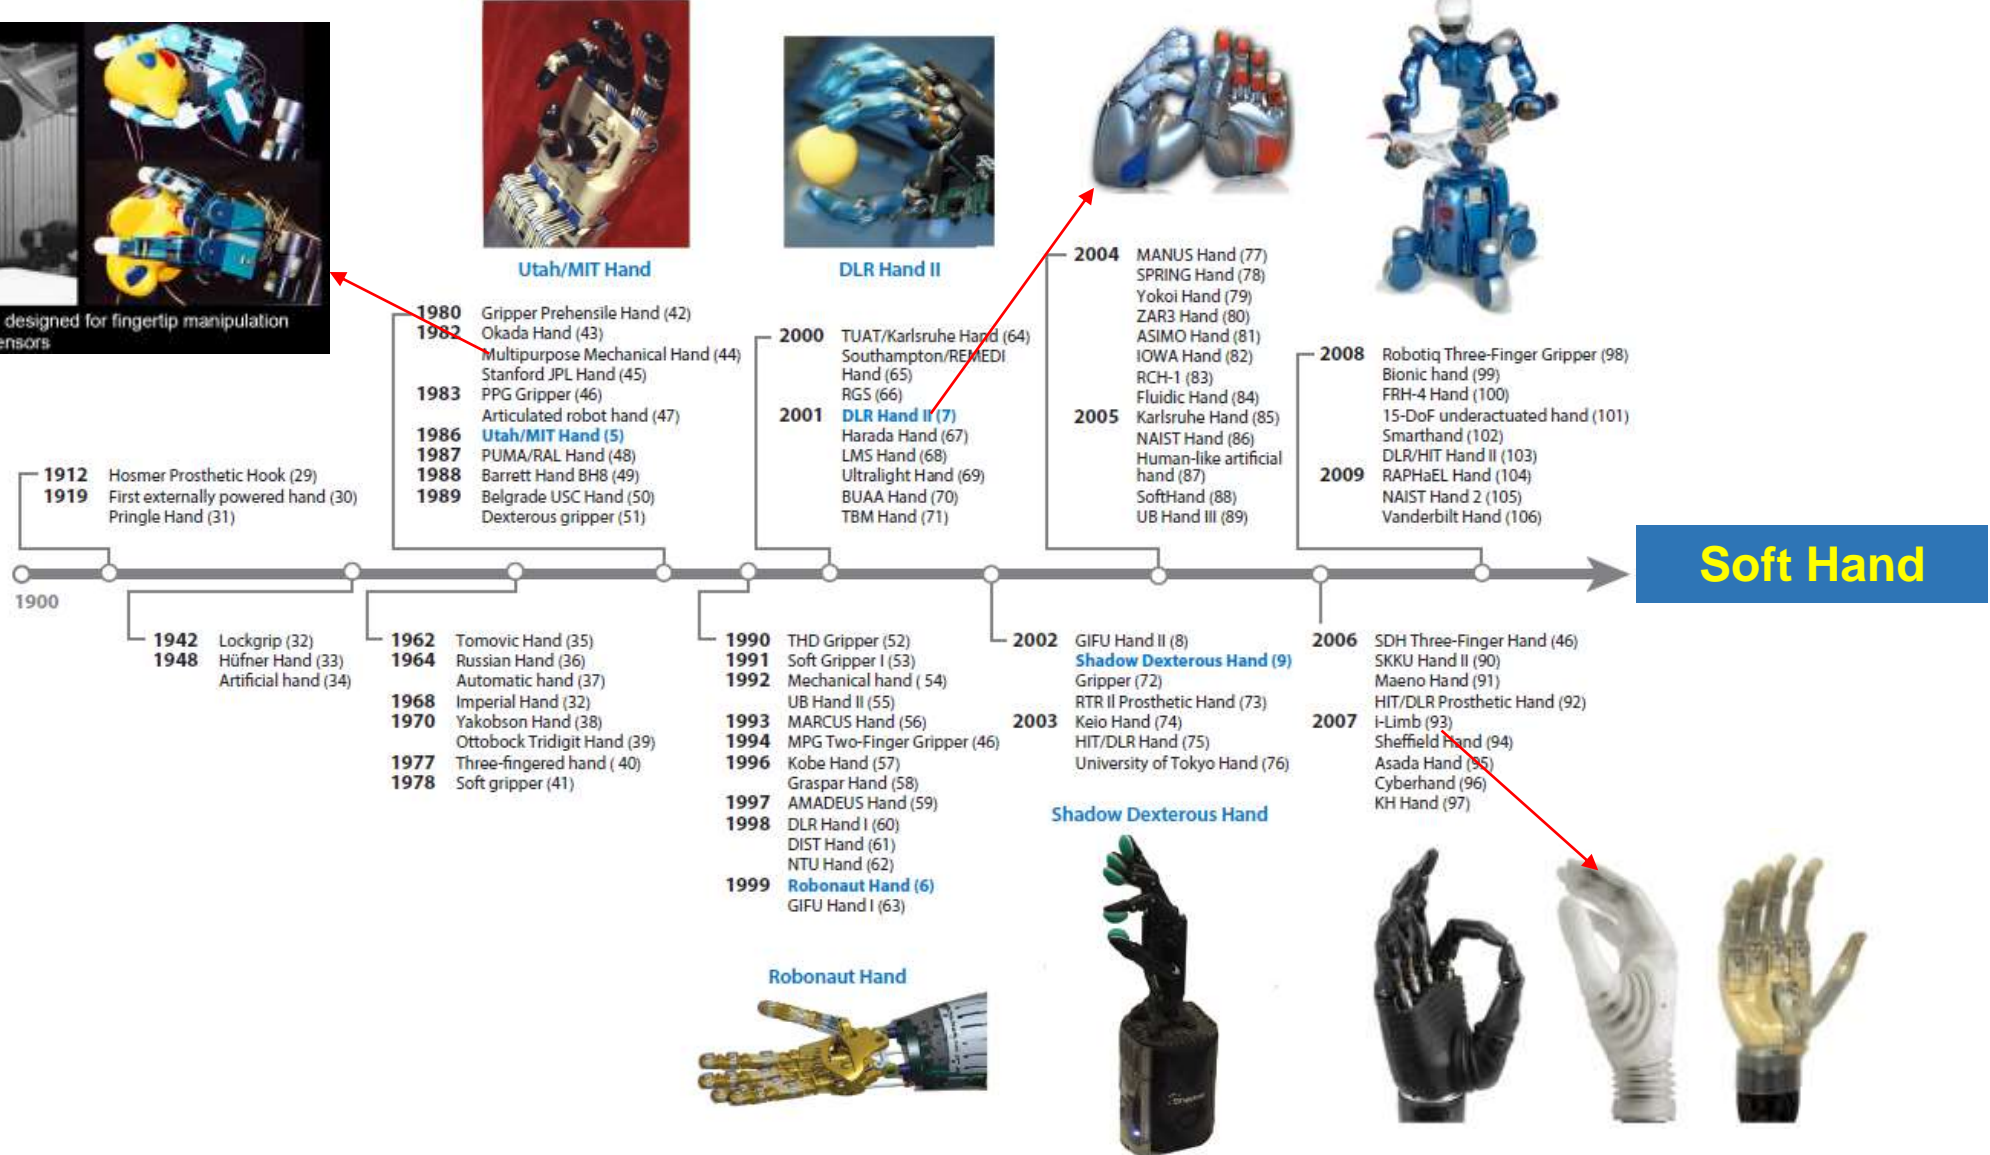 designed for fingertip manipulation
ensors
Utah/MIT Hand
DLR Hand II
1980 Gripper Prehensile Hand (42)
1982 Okada Hand (43)
Multipurpose Mechanical Hand (44)
Stanford JPL Hand (45)
1983 PPG Gripper (46)
Articulated robot hand (47)
1986 Utah/MIT Hand (5)
1987 PUMA/RAL Hand (48)
1988 Barrett Hand BH8 (49)
1989 Belgrade USC Hand (50)
Dexterous gripper (51)
2000 TUAT/Karlsruhe Hand (64)
Southampton/REMEDI
Hand (65)
RGS (66)
2001 DLR Hand II (7)
Harada Hand (67)
LMS Hand (68)
Ultralight Hand (69)
BUAA Hand (70)
TBM Hand (71)
2004 MANUS Hand (77)
SPRING Hand (78)
Yokoi Hand (79)
ZAR3 Hand (80)
ASIMO Hand (81)
IOWA Hand (82)
RCH-1 (83)
Fluidic Hand (84)
2005 Karlsruhe Hand (85)
NAIST Hand (86)
Human-like artificial
hand (87)
SoftHand (88)
UB Hand III (89)
2008 Robotiq Three-Finger Gripper (98)
Bionic hand (99)
FRH-4 Hand (100)
15-DoF underactuated hand (101)
Smarthand (102)
DLR/HIT Hand II (103)
2009 RAPHaEL Hand (104)
NAIST Hand 2 (105)
Vanderbilt Hand (106)
1912 Hosmer Prosthetic Hook (29)
1919 First externally powered hand (30)
Pringle Hand (31)
Soft Hand
1900
1942 Lockgrip (32)
1948 Hüfner Hand (33)
Artificial hand (34)
1962 Tomovic Hand (35)
1964 Russian Hand (36)
Automatic hand (37)
1968 Imperial Hand (32)
1970 Yakobson Hand (38)
Ottobock Tridigit Hand (39)
1977 Three-fingered hand ( 40)
1978 Soft gripper (41)
1990 THD Gripper (52)
1991 Soft Gripper I (53)
1992 Mechanical hand ( 54)
UB Hand II (55)
1993 MARCUS Hand (56)
1994 MPG Two-Finger Gripper (46)
1996 Kobe Hand (57)
Graspar Hand (58)
1997 AMADEUS Hand (59)
1998 DLR Hand I (60)
DIST Hand (61)
NTU Hand (62)
1999 Robonaut Hand (6)
GIFU Hand I (63)
2002 GIFU Hand II (8)
Shadow Dexterous Hand (9)
Gripper (72)
RTR II Prosthetic Hand (73)
2003 Keio Hand (74)
HIT/DLR Hand (75)
University of Tokyo Hand (76)
2006 SDH Three-Finger Hand (46)
SKKU Hand II (90)
Maeno Hand (91)
HIT/DLR Prosthetic Hand (92)
2007 i-Limb (93)
Sheffield Hand (94)
Asada Hand (95)
Cyberhand (96)
KH Hand (97)
Shadow Dexterous Hand
Robonaut Hand